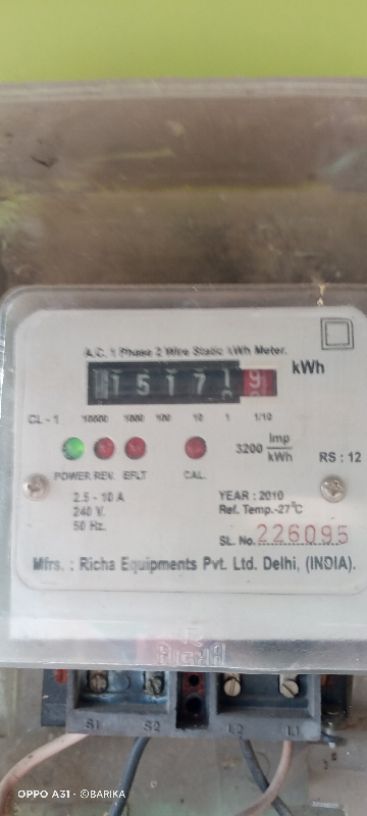 A.C. 1 Phase 2 Wire Static kWh Meter.
15171 9 kWh
CL - 1 10000 1000 100 10 1 1/10
3200 Imp/kWh
RS : 12
POWER REV. E/FLT CAL.
2.5 - 10 A
240 V.
50 Hz.
YEAR : 2010
Ref. Temp.-27°C
SL. No. 226095
Mfrs. : Richa Equipments Pvt. Ltd. Delhi, (INDIA).
RICHA
S1 S2 L2 L1
OPPO A31 · ©BARIKA